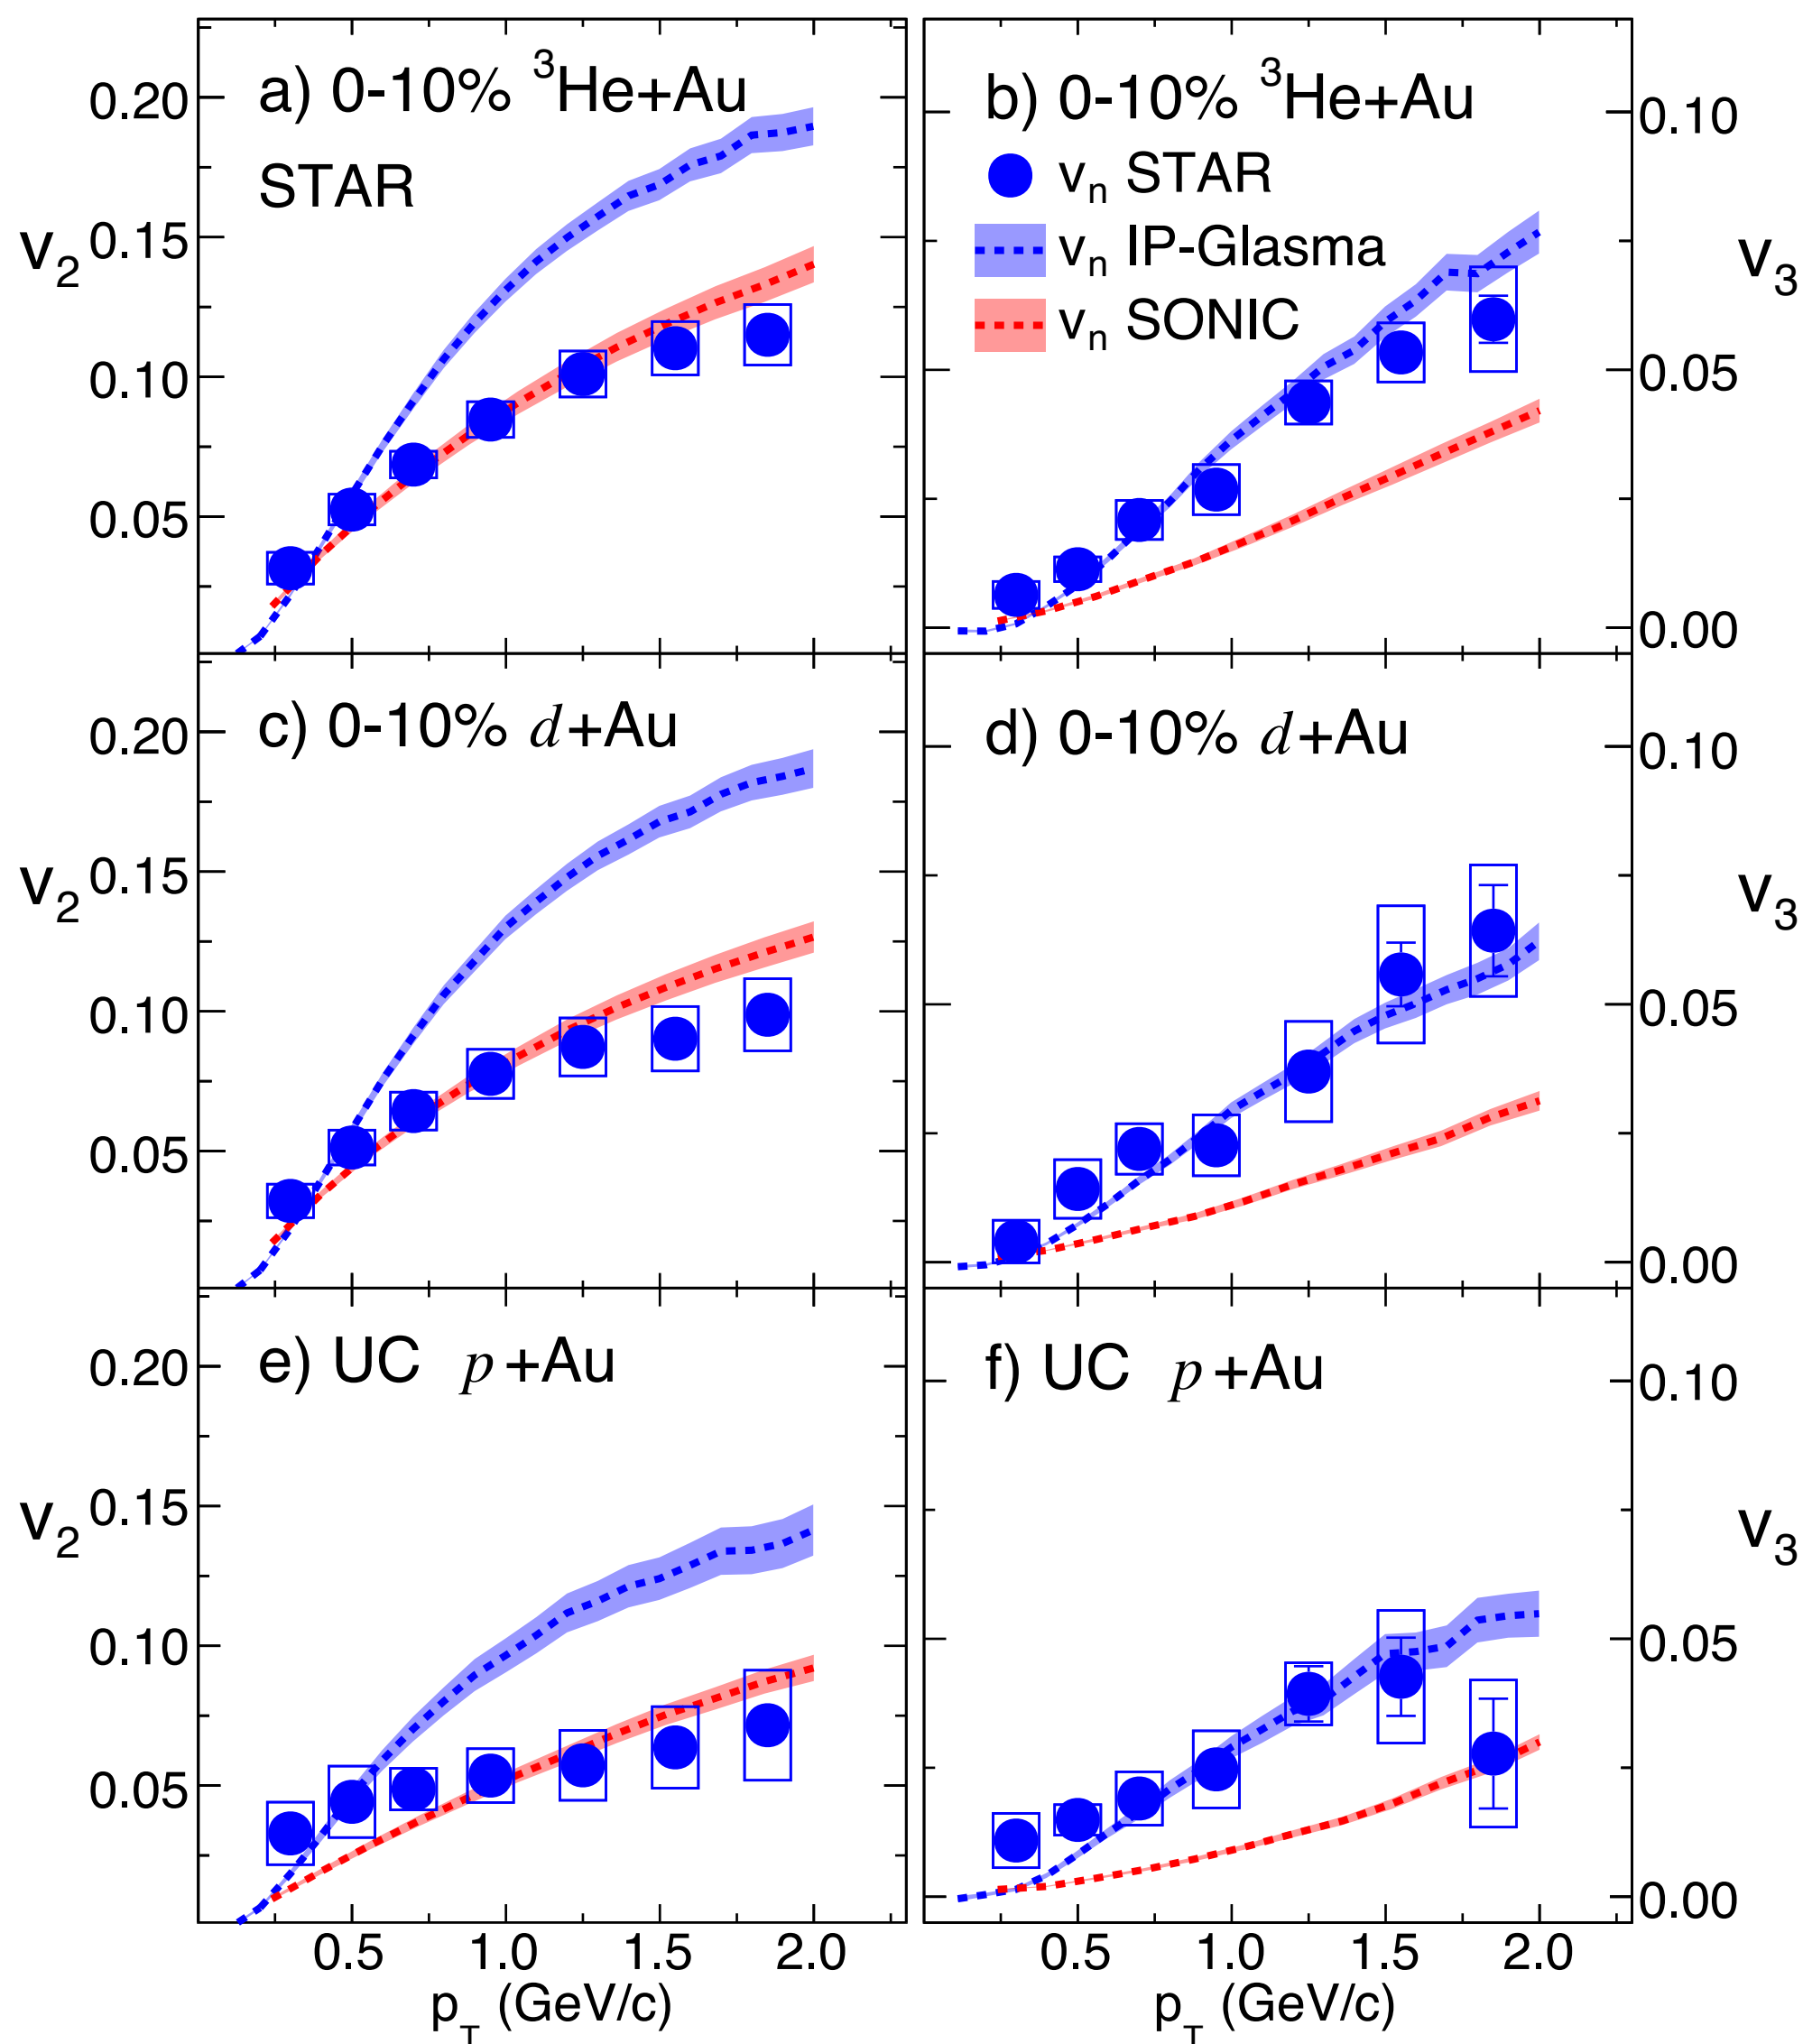 a) 0-10% ³He+Au
STAR
0.20
0.15
0.10
0.05
v₂
b) 0-10% ³He+Au
vₙ STAR
vₙ IP-Glasma
vₙ SONIC
0.10
0.05
0.00
v₃
c) 0-10% d+Au
0.20
0.15
0.10
0.05
v₂
d) 0-10% d+Au
0.10
0.05
0.00
v₃
e) UC p+Au
0.20
0.15
0.10
0.05
v₂
f) UC p+Au
0.10
0.05
0.00
v₃
0.5 1.0 1.5 2.0
p_T (GeV/c)
0.5 1.0 1.5 2.0
p_T (GeV/c)